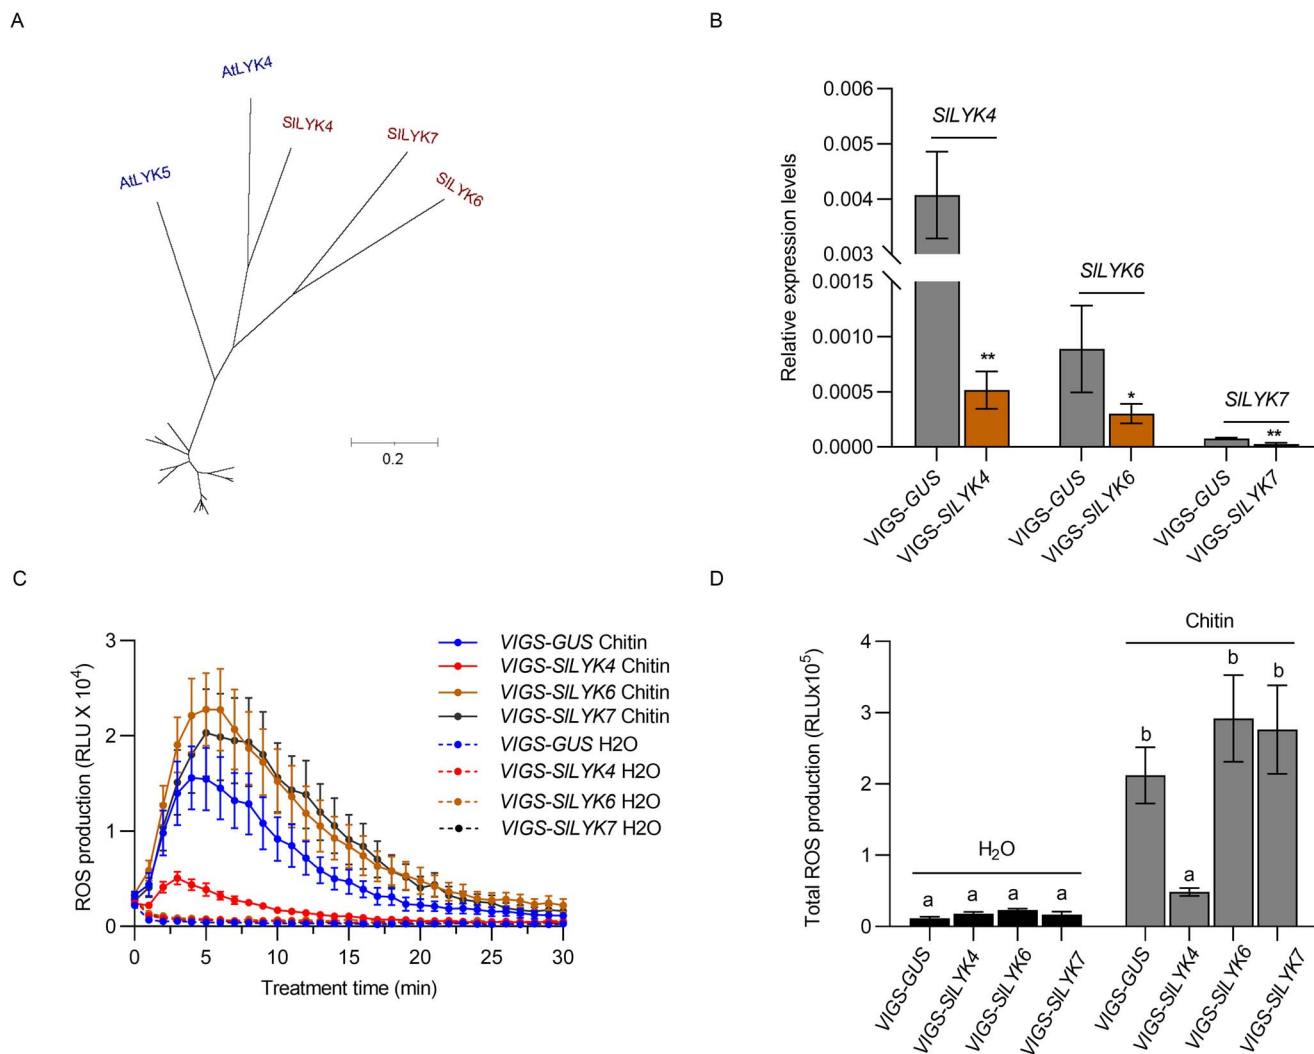 A
AtLYK4
SlLYK4
SlLYK7
AtLYK5
SlLYK6
0.2
B
Relative expression levels
0.006
0.005
0.004
0.003
0.0015
0.0010
0.0005
0.0000
SlLYK4
**
SlLYK6
*
SlLYK7
**
VIGS-GUS
VIGS-SlLYK4
VIGS-GUS
VIGS-SlLYK6
VIGS-GUS
VIGS-SlLYK7
C
ROS production (RLU X 10⁴)
3
2
1
0
0
5
10
15
20
25
30
Treatment time (min)
VIGS-GUS Chitin
VIGS-SlLYK4 Chitin
VIGS-SlLYK6 Chitin
VIGS-SlLYK7 Chitin
VIGS-GUS H2O
VIGS-SlLYK4 H2O
VIGS-SlLYK6 H2O
VIGS-SlLYK7 H2O
D
Total ROS production (RLUx10⁵)
4
3
2
1
0
H₂O
a
a
a
a
Chitin
b
a
b
b
VIGS-GUS
VIGS-SlLYK4
VIGS-SlLYK6
VIGS-SlLYK7
VIGS-GUS
VIGS-SlLYK4
VIGS-SlLYK6
VIGS-SlLYK7